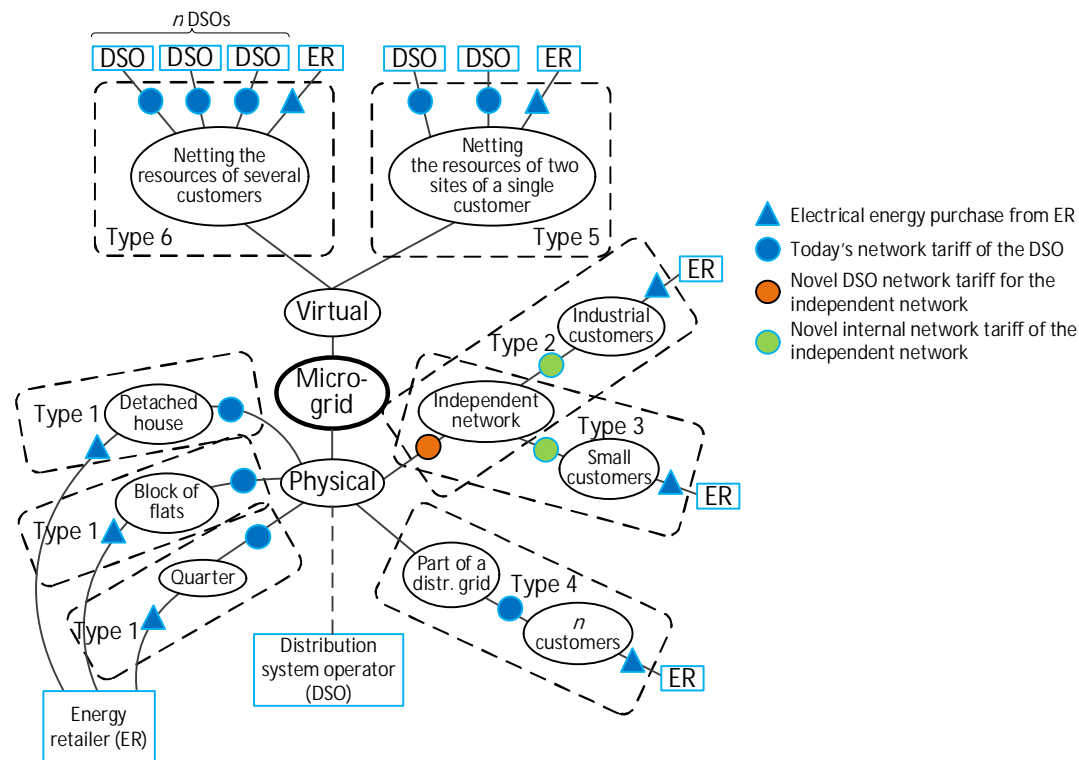 n DSOs
DSO
DSO
DSO
ER
DSO
DSO
ER
Netting the
resources of several
customers
Type 6
Netting
the resources of two
sites of a single
customer
Type 5
Electrical energy purchase from ER
Today's network tariff of the DSO
Novel DSO network tariff for the
independent network
Novel internal network tariff of the
independent network
Virtual
ER
Industrial
customers
Type 2
Micro-
grid
Independent
network
Type 3
Small
customers
ER
Type 1
Detached
house
Physical
Block of
flats
Type 1
Quarter
Type 1
Part of a
distr. grid
Type 4
n
customers
ER
Distribution
system operator
(DSO)
Energy
retailer (ER)